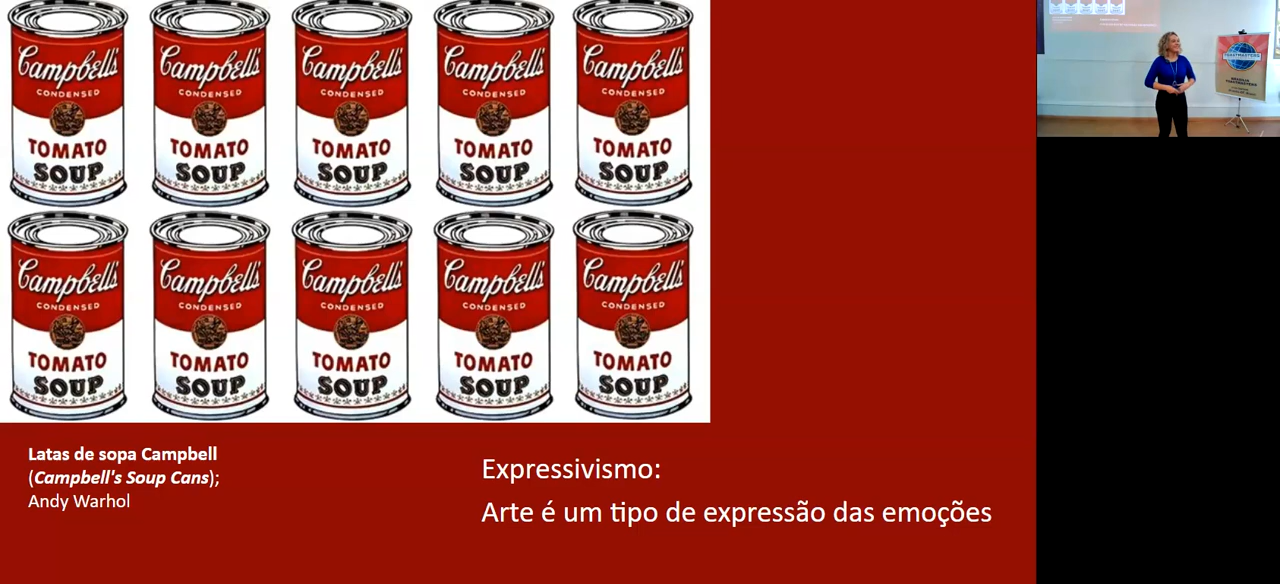 Campbell's Campbell's Campbell's Campbell's Campbell's
CONDENSED CONDENSED CONDENSED CONDENSED CONDENSED
TOMATO TOMATO TOMATO TOMATO TOMATO
SOUP SOUP SOUP SOUP SOUP
Campbell's Campbell's Campbell's Campbell's Campbell's
CONDENSED CONDENSED CONDENSED CONDENSED CONDENSED
TOMATO TOMATO TOMATO TOMATO TOMATO
SOUP SOUP SOUP SOUP SOUP
Latas de sopa Campbell
(Campbell's Soup Cans);
Andy Warhol
Expressivismo:
Arte é um tipo de expressão das emoções
TOASTMASTERS